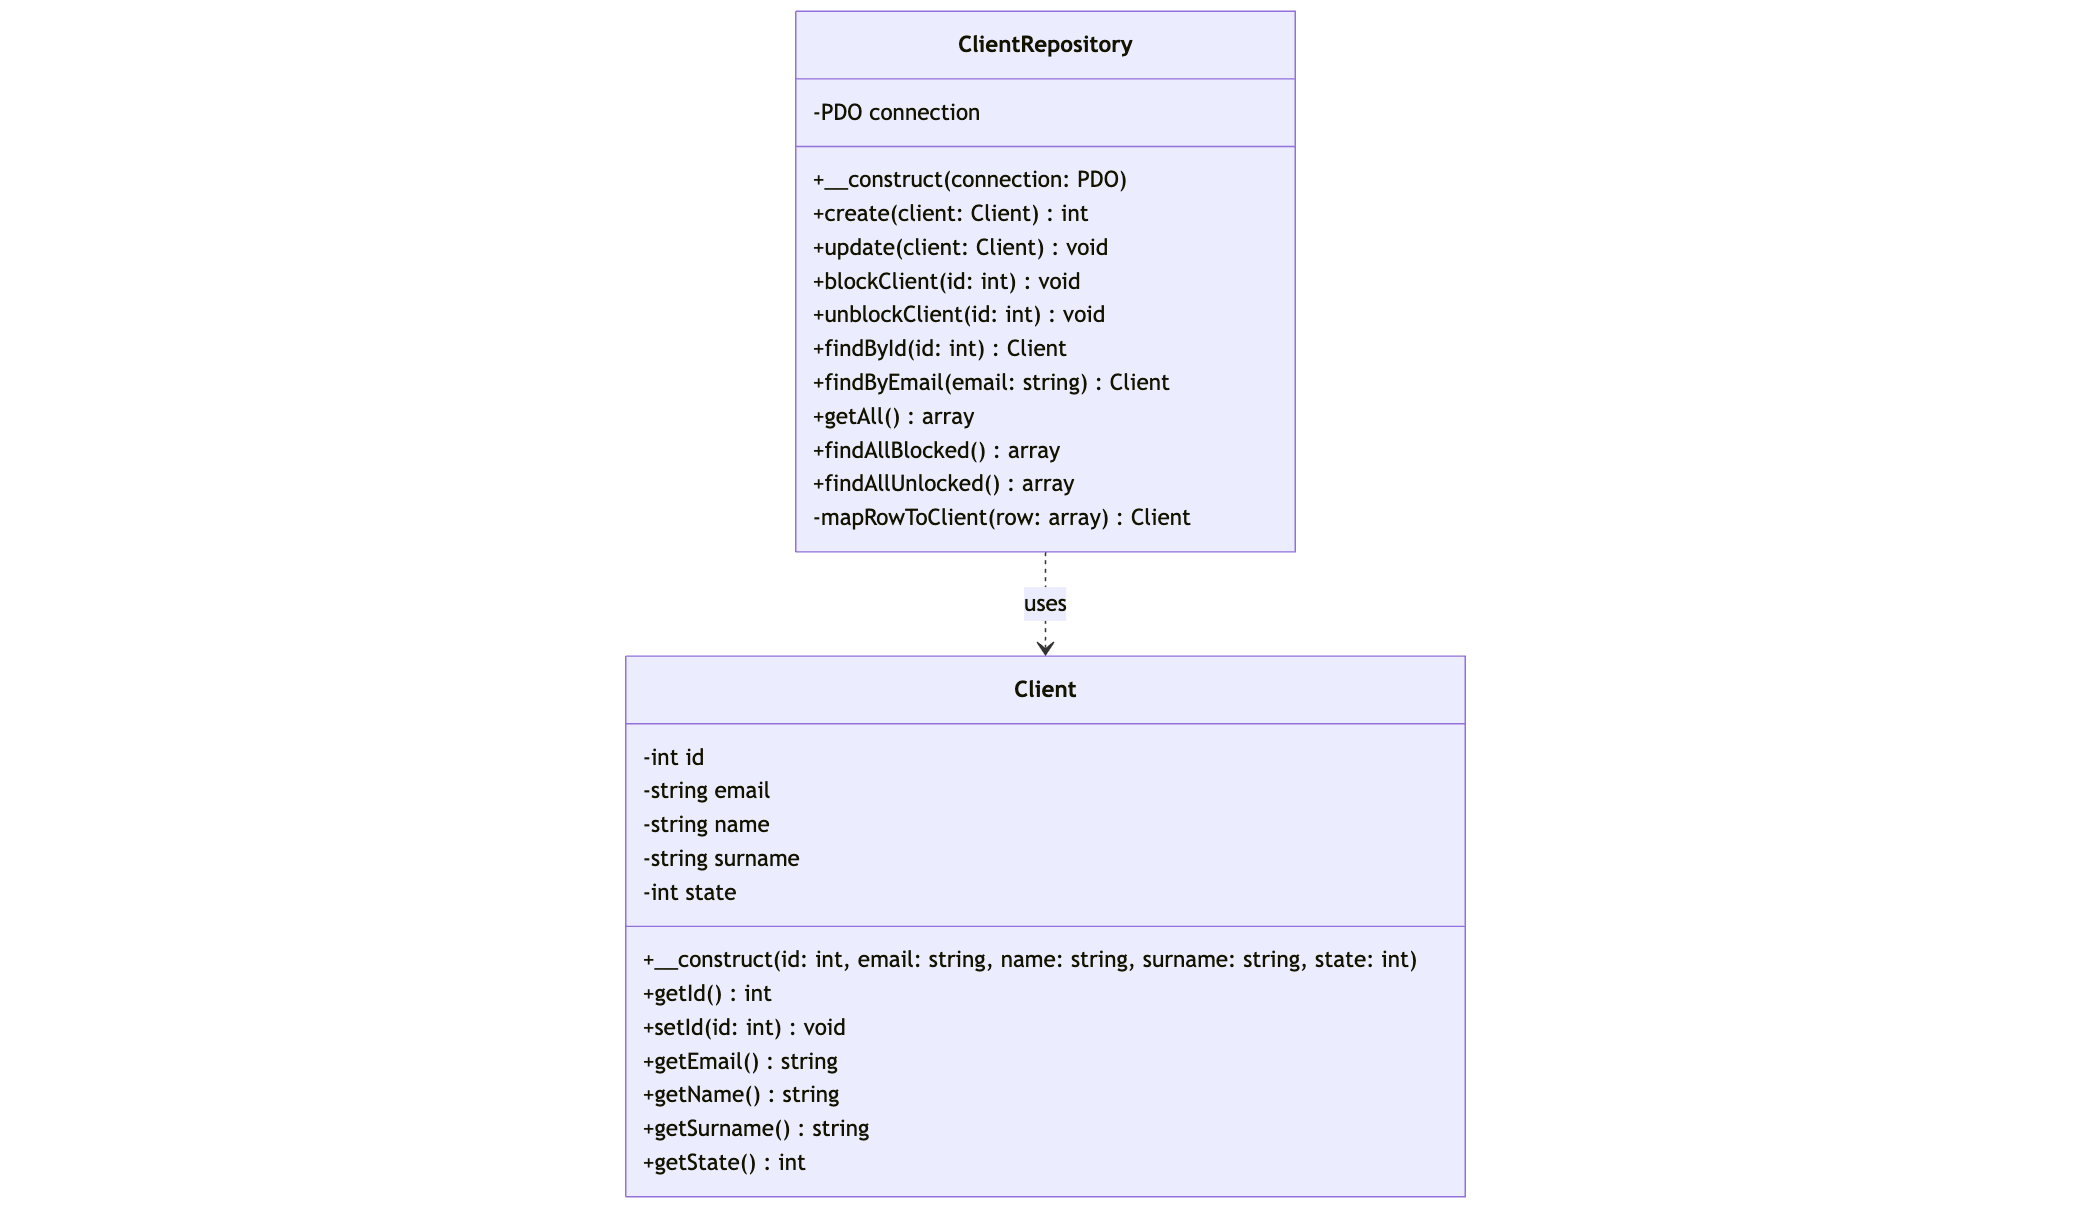 ClientRepository
-PDO connection
+__construct(connection: PDO)
+create(client: Client) : int
+update(client: Client) : void
+blockClient(id: int) : void
+unblockClient(id: int) : void
+findById(id: int) : Client
+findByEmail(email: string) : Client
+getAll() : array
+findAllBlocked() : array
+findAllUnlocked() : array
-mapRowToClient(row: array) : Client
uses
Client
-int id
-string email
-string name
-string surname
-int state
+__construct(id: int, email: string, name: string, surname: string, state: int)
+getId() : int
+setId(id: int) : void
+getEmail() : string
+getName() : string
+getSurname() : string
+getState() : int